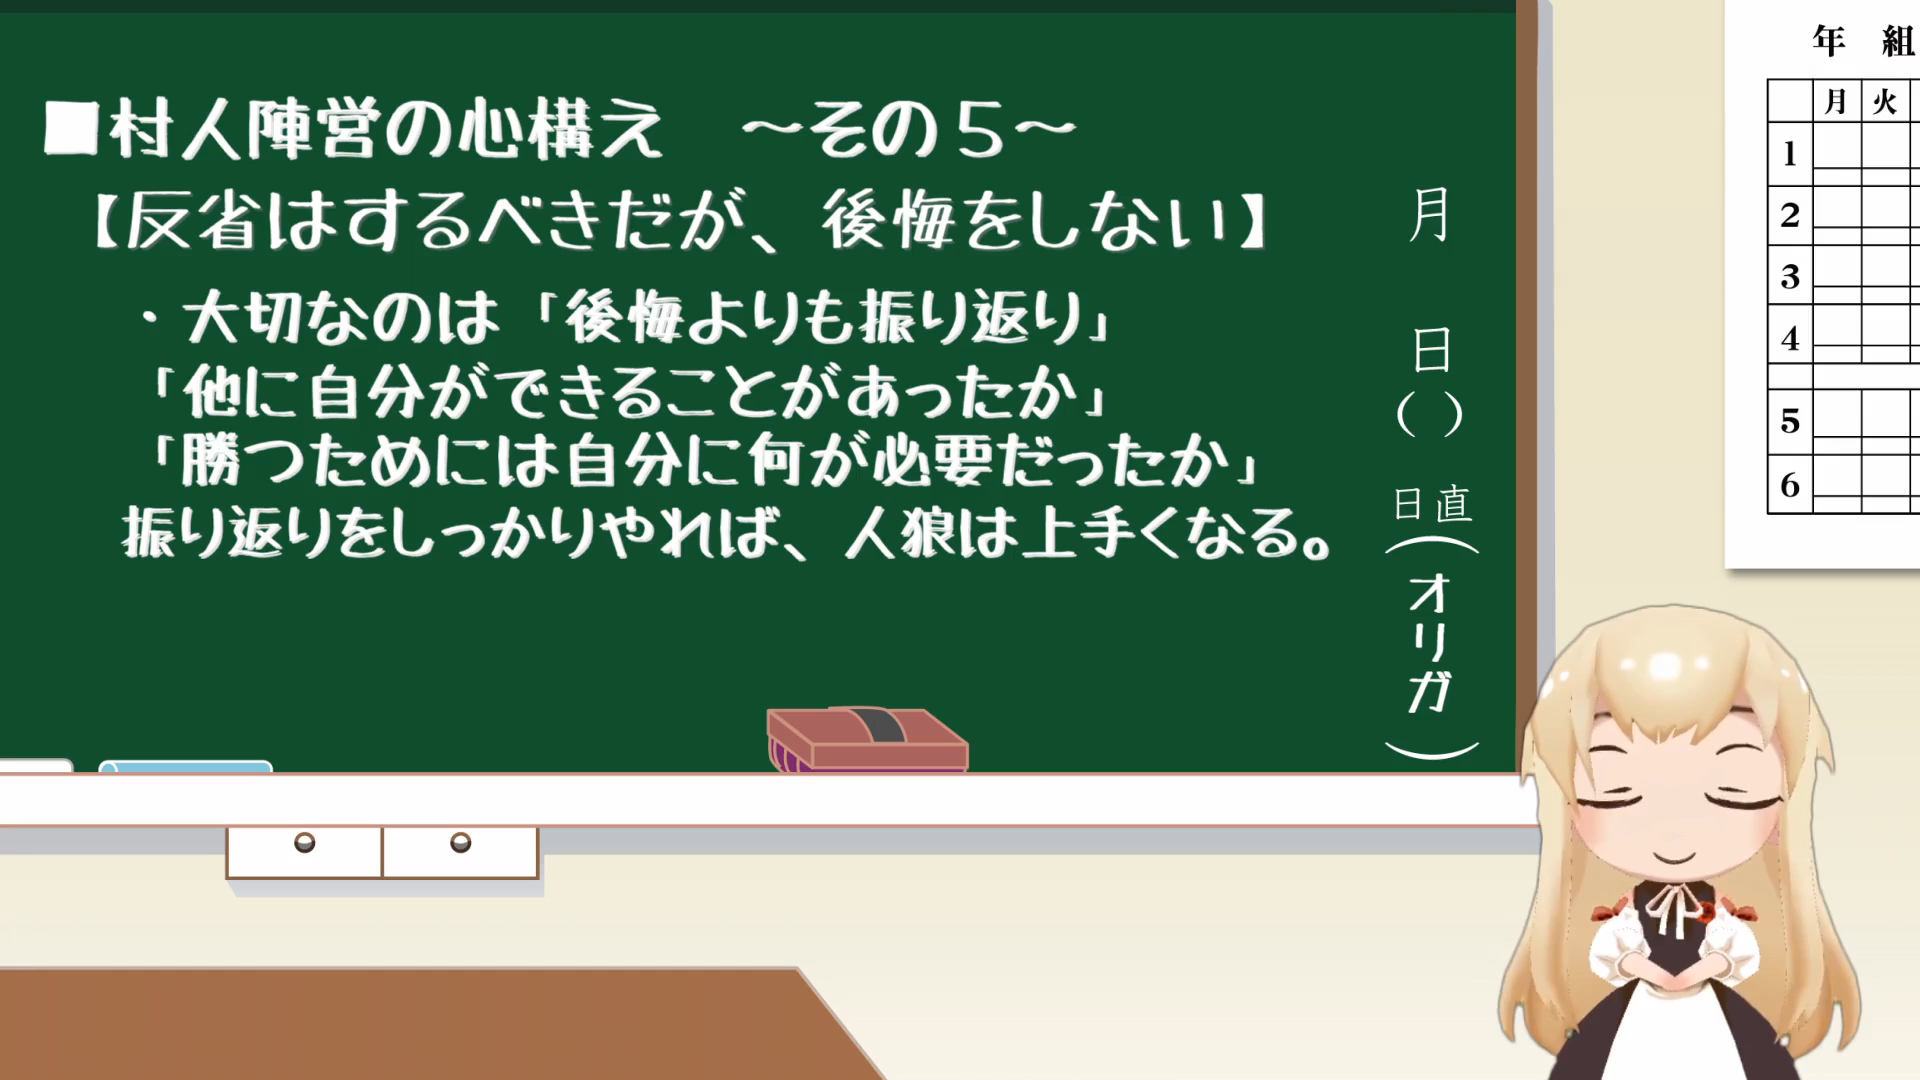 ■村人陣営の心構え　～その５～
【反省はするべきだが、後悔をしない】
・大切なのは「後悔よりも振り返り」
「他に自分ができることがあったか」
「勝つためには自分に何が必要だったか」
振り返りをしっかりやれば、人狼は上手くなる。
月
日
（ ）
日直
（オリガ）
年　組
月 火
1
2
3
4
5
6